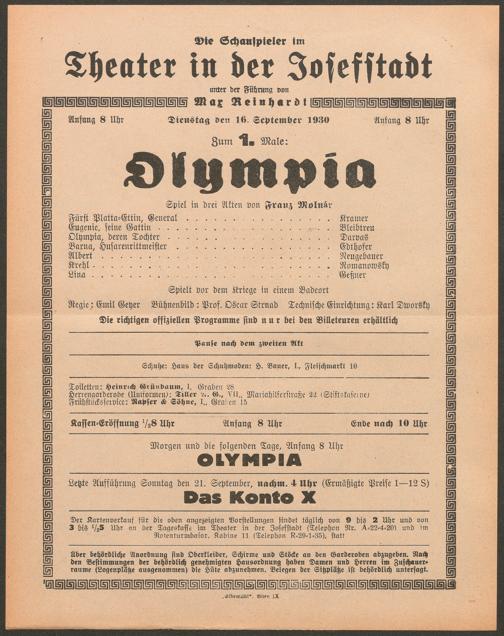 Die Schauspieler im
Theater in der Josefstadt
unter der Führung von
Max Reinhardt
Anfang 8 Uhr Dienstag den 16. September 1930 Anfang 8 Uhr
Zum 1. Male:
Olympia
Spiel in drei Akten von Franz Molnár
Fürst Platta-Ettin, General . . . . . . . . . . . . Kramer
Eugenie, seine Gattin . . . . . . . . . . . . Bleibtreu
Olympia, deren Tochter . . . . . . . . . . . . Darvas
Barna, Husarenrittmeister . . . . . . . . . . . . Edthofer
Albert . . . . . . . . . . . . Neugebauer
Krehl . . . . . . . . . . . . Romanowsky
Lina . . . . . . . . . . . . Geßner
Spielt vor dem Kriege in einem Badeort
Regie: Emil Geyer Bühnenbild: Prof. Oscar Strnad Technische Einrichtung: Karl Dworsky
Die richtigen offiziellen Programme sind nur bei den Billeteuren erhältlich
Pause nach dem zweiten Akt
Schuhe: Haus der Schuhmoden: H. Bauer, I., Fleischmarkt 10
Toiletten: Heinrich Grünbaum, I., Graben 26
Herrengarderobe (Uniformen): Tiller A. G., VII., Mariahilferstraße 22 (Stiftskaserne)
Frühstücksservice: Rasper & Söhne, I., Graben 15
Kassen-Eröffnung ½8 Uhr Anfang 8 Uhr Ende nach 10 Uhr
Morgen und die folgenden Tage, Anfang 8 Uhr
OLYMPIA
Letzte Aufführung Sonntag den 21. September, nachm. 4 Uhr (Ermäßigte Preise 1—12 S)
Das Konto X
Der Kartenverkauf für die oben angezeigten Vorstellungen findet täglich von 9 bis 2 Uhr und von
3 bis ½5 Uhr an der Tageskasse im Theater in der Josefstadt (Telephon Nr. A-22-4-20) und im
Rotenturmhof, Kabine 11 (Telephon R-29-1-35), statt
Über behördliche Anordnung sind Oberkleider, Schirme und Stöcke an den Garderoben abzugeben. Nach
den Bestimmungen der behördlich genehmigten Hausordnung haben Damen und Herren im Zuschauer-
raume (Logenplätze ausgenommen) die Hüte abzunehmen. Belegen der Sitzplätze ist behördlich untersagt.
Wien IX.